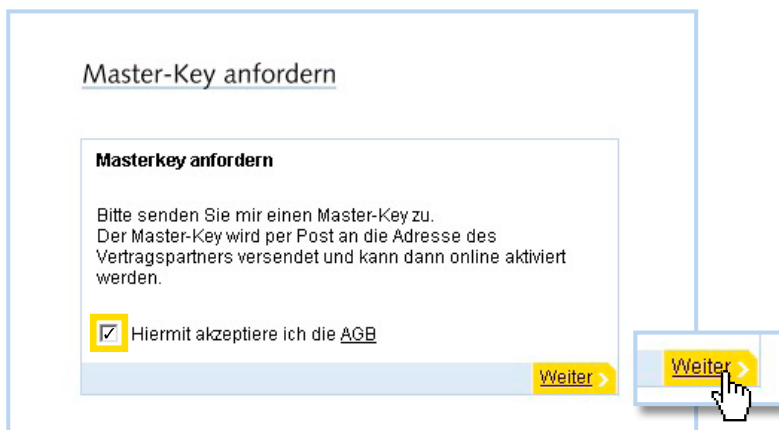 Master-Key anfordern
Masterkey anfordern
Bitte senden Sie mir einen Master-Key zu.
Der Master-Key wird per Post an die Adresse des
Vertragspartners versendet und kann dann online aktiviert
werden.
Hiermit akzeptiere ich die AGB
Weiter
Weiter